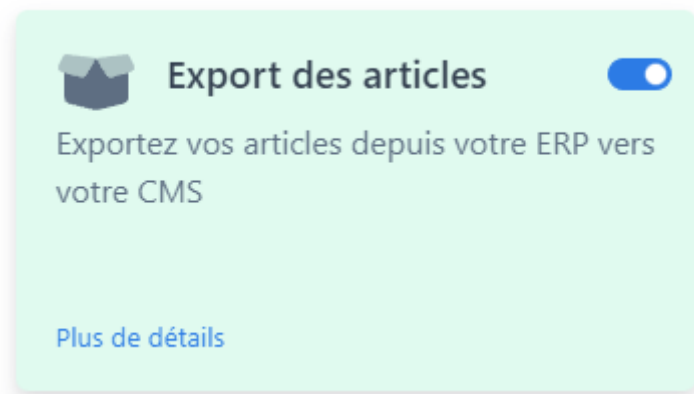 Export des articles
Exportez vos articles depuis votre ERP vers
votre CMS
Plus de détails